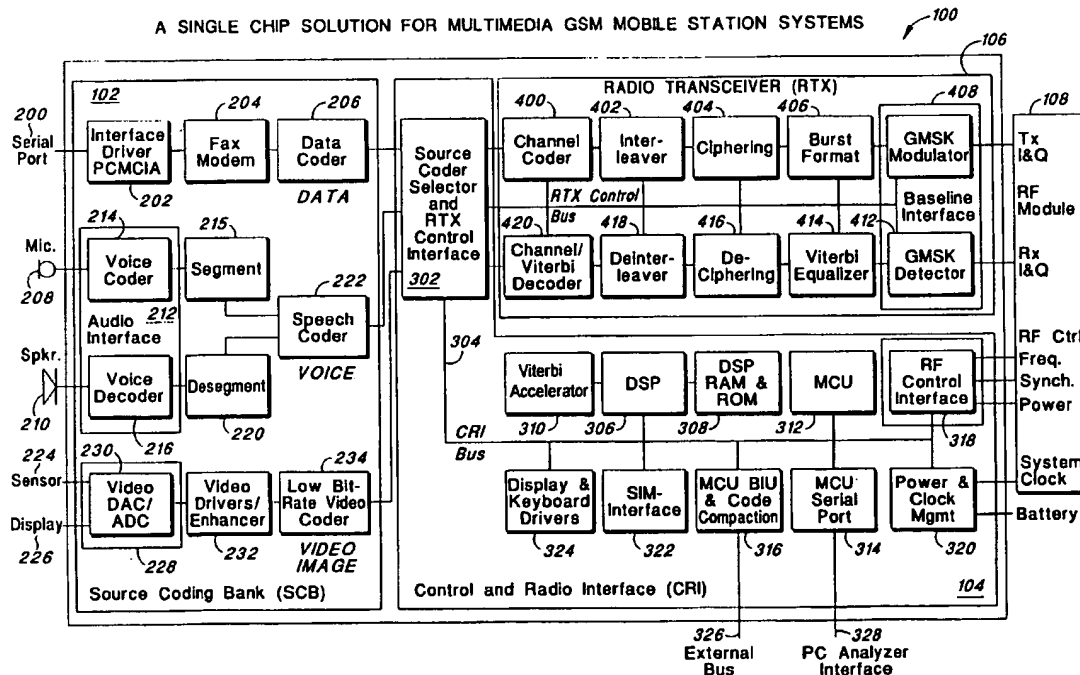 A SINGLE CHIP SOLUTION FOR MULTIMEDIA GSM MOBILE STATION SYSTEMS
100
106
102
200
Serial
Port
Interface
Driver
PCMCIA
202
204
Fax
Modem
206
Data
Coder
DATA
214
Mic.
208
Voice
Coder
215
Segment
Audio
Interface
212
222
Speech
Coder
VOICE
Spkr.
210
Voice
Decoder
216
Desegment
220
224
Sensor
Display
226
230
Video
DAC/
ADC
228
Video
Drivers/
Enhancer
232
234
Low Bit-
Rate Video
Coder
VIDEO
IMAGE
Source Coding Bank (SCB)
Source
Coder
Selector
and
RTX
Control
Interface
302
304
RADIO TRANSCEIVER (RTX)
400
Channel
Coder
402
Inter-
leaver
404
Ciphering
406
Burst
Format
408
GMSK
Modulator
RTX Control
Bus
Baseline
Interface
420
Channel/
Viterbi
Decoder
418
Deinter-
leaver
416
De-
Ciphering
414
Viterbi
Equalizer
412
GMSK
Detector
108
Tx
I&Q
RF
Module
Rx
I&Q
RF Ctrl
Freq.
Synch.
Power
System
Clock
Battery
Viterbi
Accelerator
310
DSP
306
DSP
RAM &
ROM
308
MCU
312
RF
Control
Interface
318
CRI
Bus
Display &
Keyboard
Drivers
324
SIM-
Interface
322
MCU BIU
& Code
Compaction
316
MCU
Serial
Port
314
Power &
Clock
Mgmt
320
Control and Radio Interface (CRI)
104
326
External
Bus
328
PC Analyzer
Interface